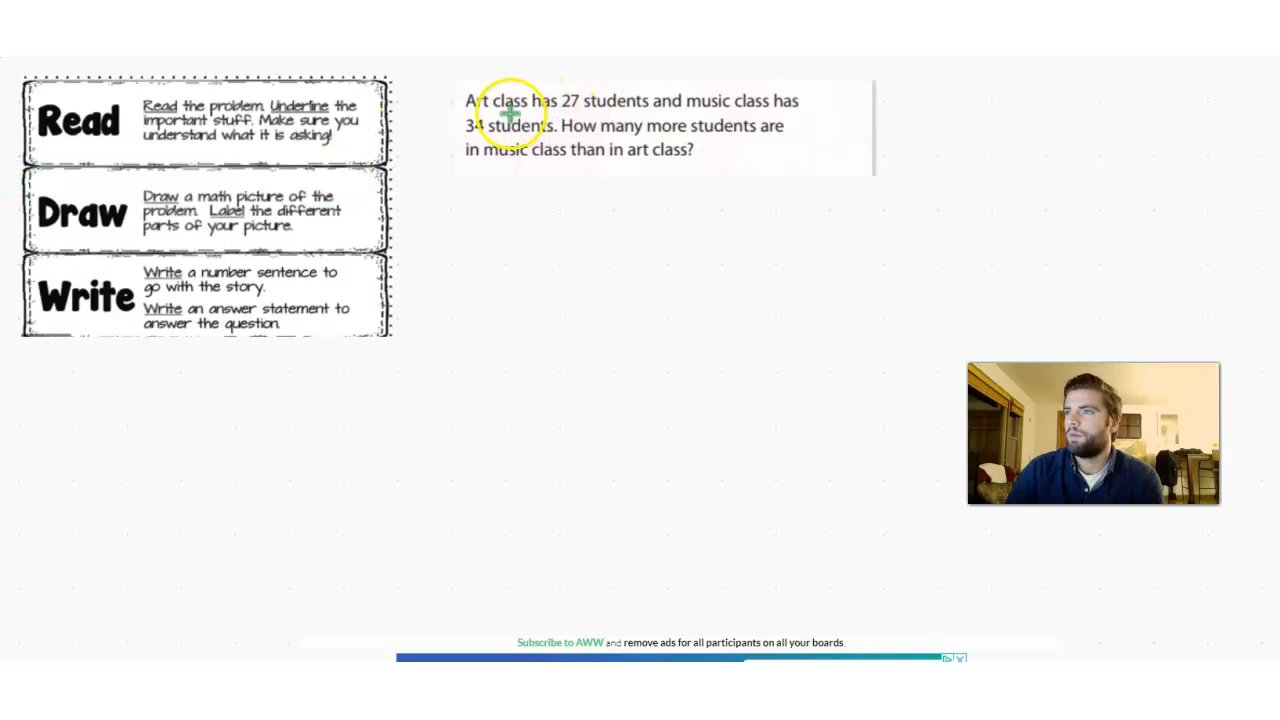 Read
Read the problem. Underline the
important stuff. Make sure you
understand what it is asking!
Draw
Draw a math picture of the
problem. Label the different
parts of your picture.
Write
Write a number sentence to
go with the story.
Write an answer statement to
answer the question.
Art class has 27 students and music class has
34 students. How many more students are
in music class than in art class?
Subscribe to AWW and remove ads for all participants on all your boards.